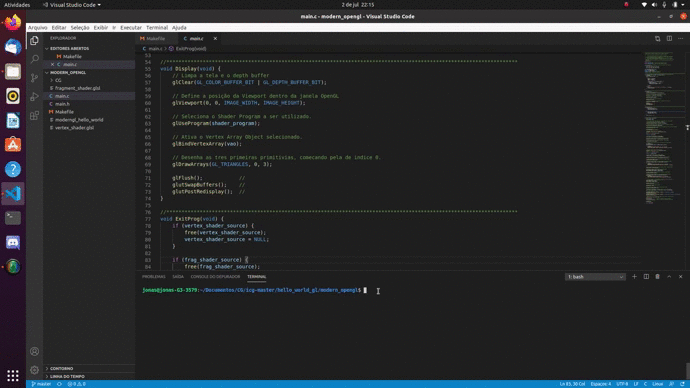 Atividades
Visual Studio Code
2 de jul 22:15
main.c - modern_opengl - Visual Studio Code
Arquivo Editar Seleção Exibir Ir Executar Terminal Ajuda
EXPLORADOR
EDITORES ABERTOS
MakeFile
main.c
MODERN_OPENGL
CG
fragment_shader.glsl
main.c
main.h
MakeFile
moderngl_hello_world
vertex_shader.glsl
CONTORNO
LINHA DO TEMPO
MakeFile
main.c
main.c > ExitProg(void)
53
54 //****
55 void Display(void) {
56 // Limpa a tela e o depth buffer
57 glClear(GL_COLOR_BUFFER_BIT | GL_DEPTH_BUFFER_BIT);
58
59 // Define a posição da Viewport dentro da janela OpenGL
60 glViewport(0, 0, IMAGE_WIDTH, IMAGE_HEIGHT);
61
62 // Seleciona o Shader Program a ser utilizado.
63 glUseProgram(shader_program);
64
65 // Ativa o Vertex Array Object selecionado.
66 glBindVertexArray(vao);
67
68 // Desenha as tres primeiras primitivies, comecando pela de indice 0.
69 glDrawArrays(GL_TRIANGLES, 0, 3);
70
71 glFlush(); //
72 glutSwapBuffers(); //
73 glutPostRedisplay(); //
74 }
75
76 //****
77 void ExitProg(void) {
78 if (vertex_shader_source) {
79 free(vertex_shader_source);
80 vertex_shader_source = NULL;
81 }
82
83 if (frag_shader_source) {
84 free(frag_shader_source);
PROBLEMAS SAÍDA CONSOLE DO DEPURADOR TERMINAL
1: bash
jonas@jonas-G3-3579:~/Documentos/CG/icg-master/hello_world_gl/modern_opengl$
master
0 0
Ln 83, Col 30 Espaços: 4 UTF-8 LF C Linux